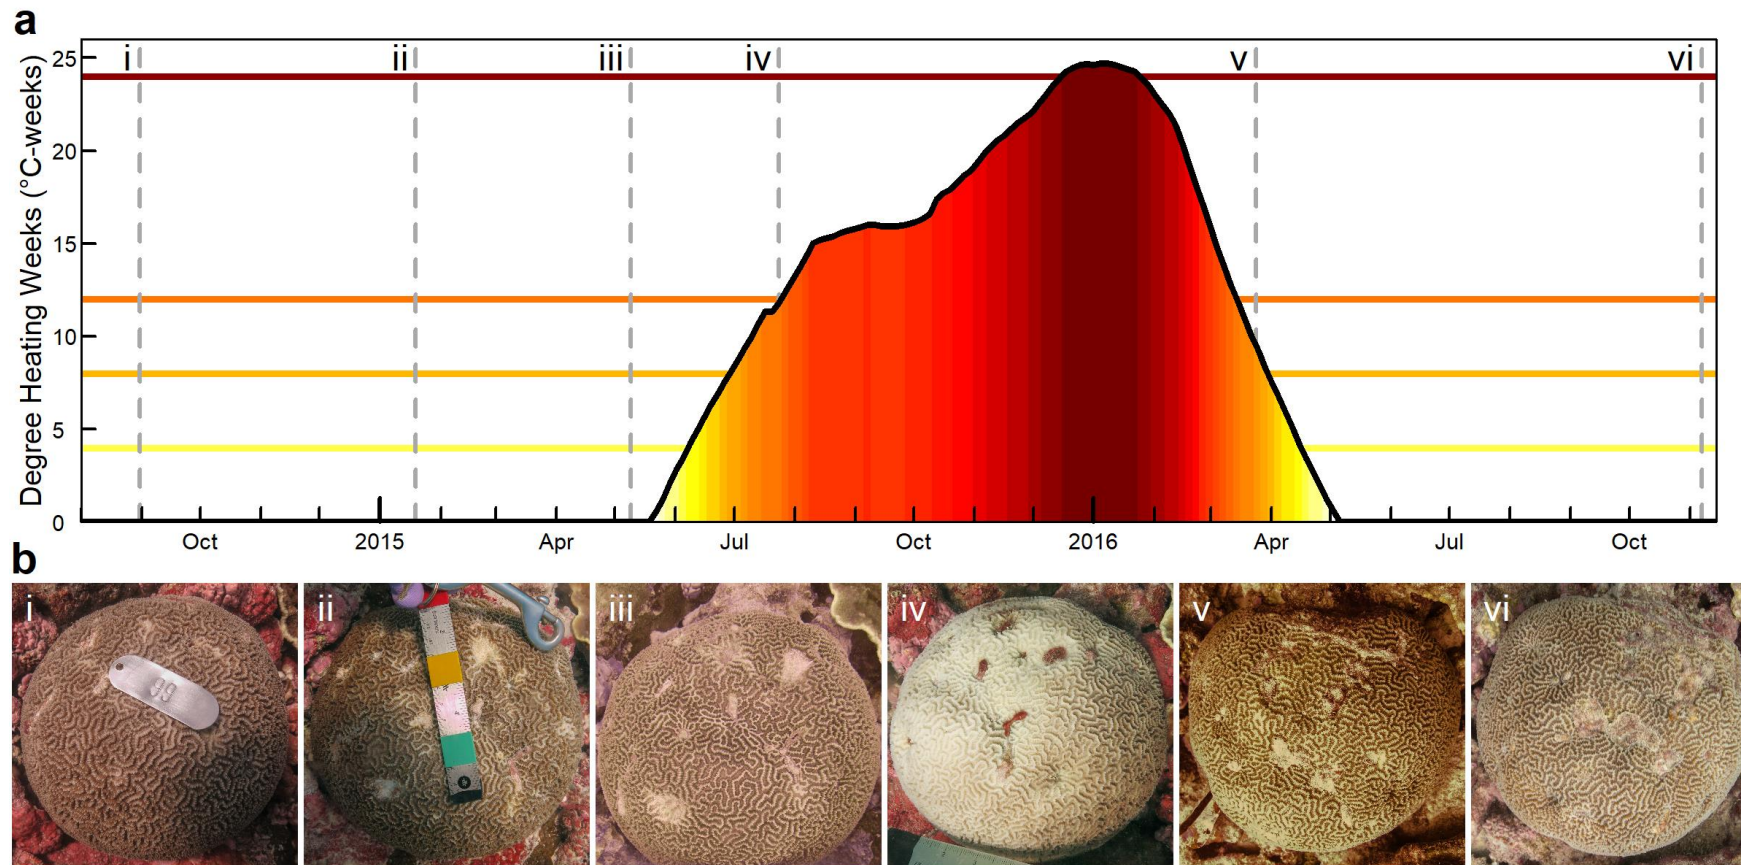 a
i ii iii iv v vi
Degree Heating Weeks (°C-weeks)
25
20
15
10
5
0
Oct 2015 Apr Jul Oct 2016 Apr Jul Oct
b
i ii iii iv v vi